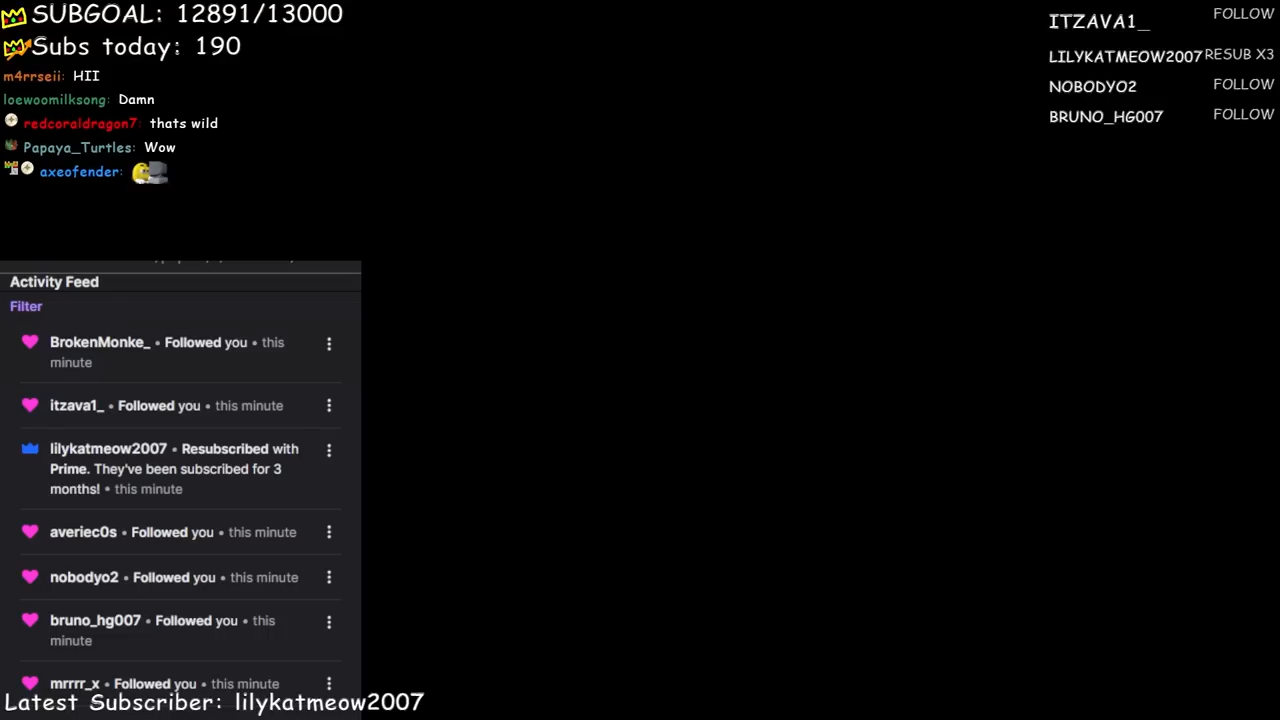 SUBGOAL: 12891/13000
Subs today: 190
m4rrseii: HII
loewoomilksong: Damn
redcoraldragon7: thats wild
Papaya_Turtles: Wow
axeofender:
ITZAVA1_ FOLLOW
LILYKATMEOW2007 RESUB X3
NOBODYO2 FOLLOW
BRUNO_HG007 FOLLOW
Activity Feed
Filter
BrokenMonke_ • Followed you • this
minute
itzava1_ • Followed you • this minute
lilykatmeow2007 • Resubscribed with
Prime. They've been subscribed for 3
months! • this minute
averiec0s • Followed you • this minute
nobodyo2 • Followed you • this minute
bruno_hg007 • Followed you • this
minute
mrrrr_x • Followed you • this minute
Latest Subscriber: lilykatmeow2007